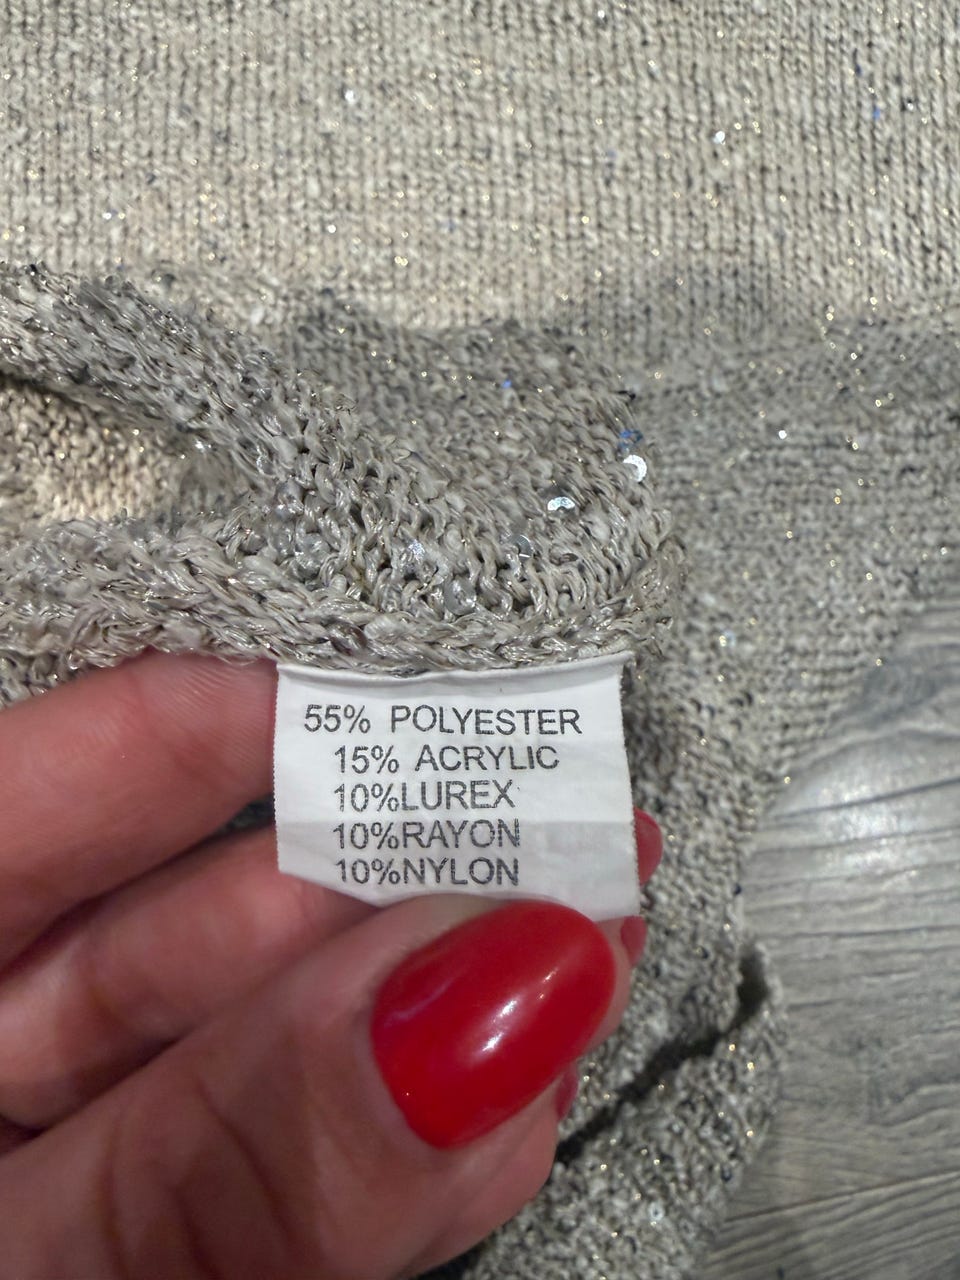 55% POLYESTER
15% ACRYLIC
10%LUREX
10%RAYON
10%NYLON